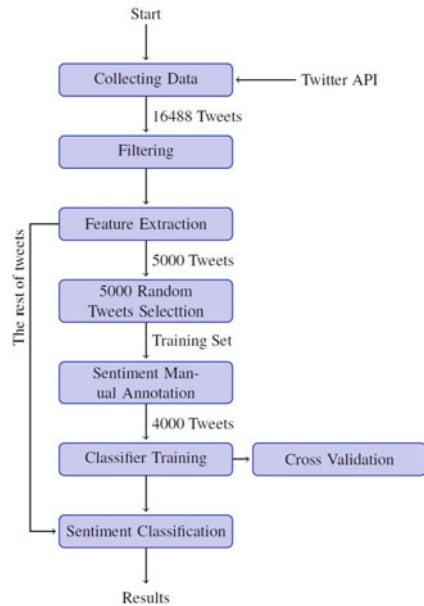 Start
Collecting Data
Twitter API
16488 Tweets
Filtering
Feature Extraction
The rest of tweets
5000 Tweets
5000 Random
Tweets Selecttion
Training Set
Sentiment Man-
ual Annotation
4000 Tweets
Classifier Training
Cross Validation
Sentiment Classification
Results